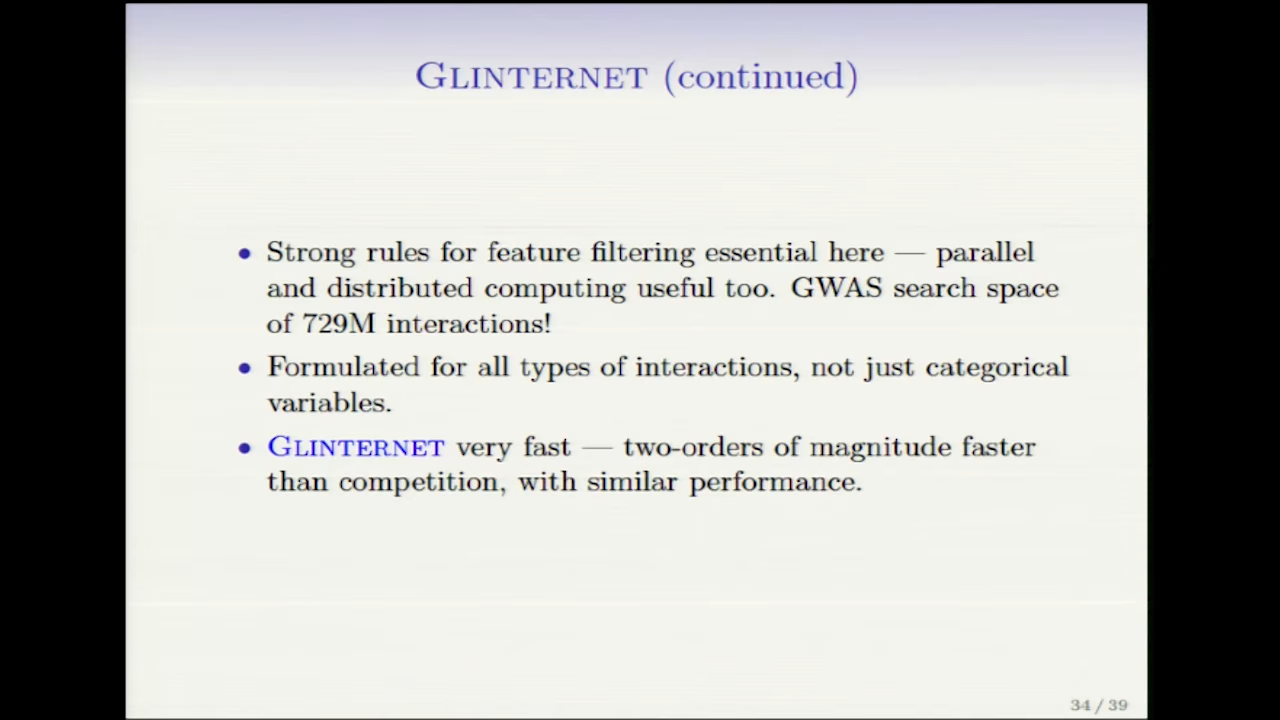 GLINTERNET (continued)
• Strong rules for feature filtering essential here — parallel
and distributed computing useful too. GWAS search space
of 729M interactions!
• Formulated for all types of interactions, not just categorical
variables.
• GLINTERNET very fast — two-orders of magnitude faster
than competition, with similar performance.
34 / 39